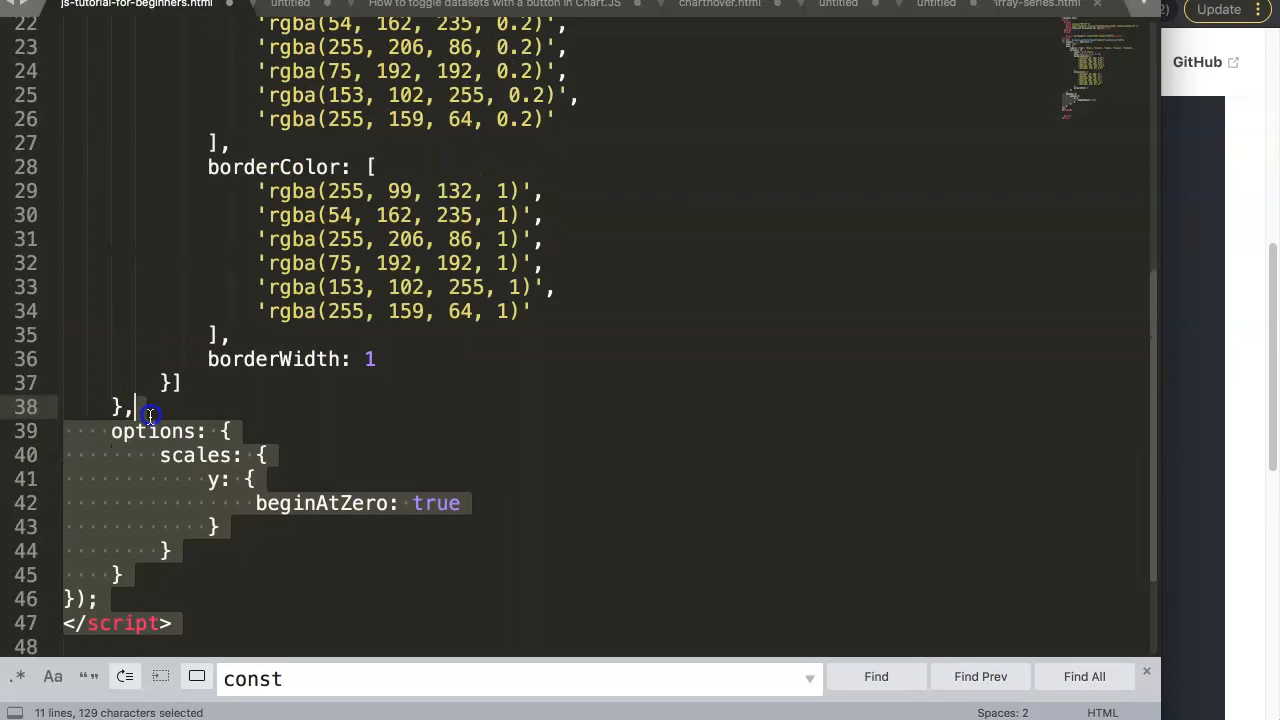 js-tutorial-for-beginners.html untitled How to toggle datasets with a button in Chart.JS charthover.html untitled untitled array-series.html
2) Update
GitHub
22 'rgba(54, 162, 235, 0.2)',
23 'rgba(255, 206, 86, 0.2)',
24 'rgba(75, 192, 192, 0.2)',
25 'rgba(153, 102, 255, 0.2)',
26 'rgba(255, 159, 64, 0.2)'
27 ],
28 borderColor: [
29 'rgba(255, 99, 132, 1)',
30 'rgba(54, 162, 235, 1)',
31 'rgba(255, 206, 86, 1)',
32 'rgba(75, 192, 192, 1)',
33 'rgba(153, 102, 255, 1)',
34 'rgba(255, 159, 64, 1)'
35 ],
36 borderWidth: 1
37 }]
38 },
39 options: {
40 scales: {
41 y: {
42 beginAtZero: true
43 }
44 }
45 }
46 });
47 </script>
48
.* Aa “” const Find Find Prev Find All
11 lines, 129 characters selected Spaces: 2 HTML